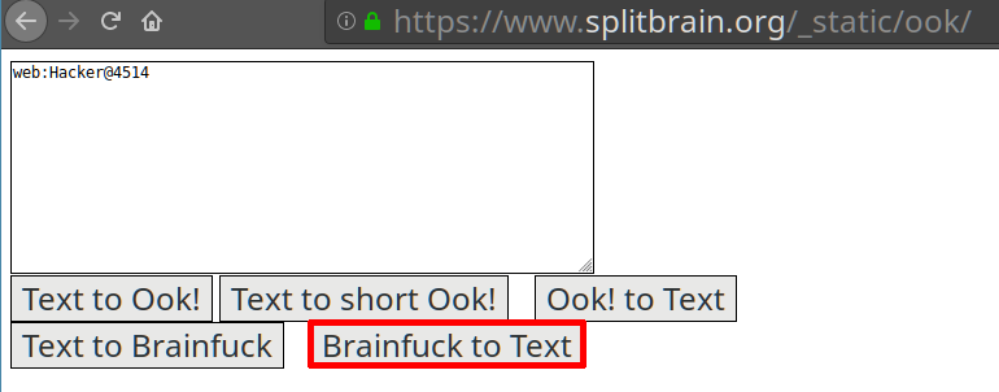 https://www.splitbrain.org/_static/ook/
web:Hacker@4514
Text to Ook! Text to short Ook! Ook! to Text
Text to Brainfuck Brainfuck to Text